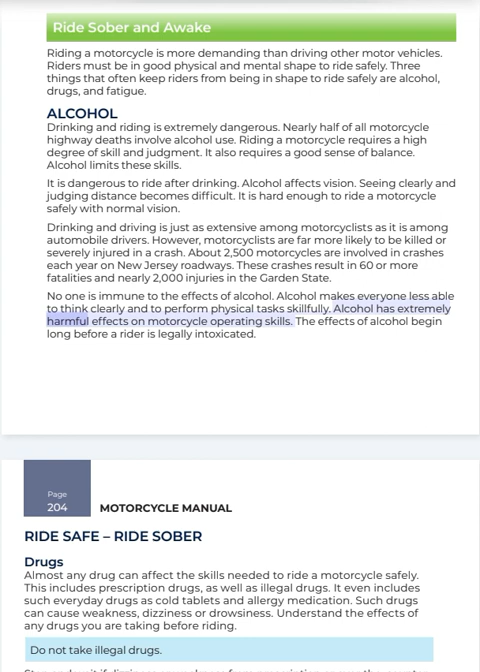 Ride Sober and Awake
Riding a motorcycle is more demanding than driving other motor vehicles.
Riders must be in good physical and mental shape to ride safely. Three
things that often keep riders from being in shape to ride safely are alcohol,
drugs, and fatigue.
ALCOHOL
Drinking and riding is extremely dangerous. Nearly half of all motorcycle
highway deaths involve alcohol use. Riding a motorcycle requires a high
degree of skill and judgment. It also requires a good sense of balance.
Alcohol limits these skills.
It is dangerous to ride after drinking. Alcohol affects vision. Seeing clearly and
judging distance becomes difficult. It is hard enough to ride a motorcycle
safely with normal vision.
Drinking and driving is just as extensive among motorcyclists as it is among
automobile drivers. However, motorcyclists are far more likely to be killed or
severely injured in a crash. About 2,500 motorcycles are involved in crashes
each year on New Jersey roadways. These crashes result in 60 or more
fatalities and nearly 2,000 injuries in the Garden State.
No one is immune to the effects of alcohol. Alcohol makes everyone less able
to think clearly and to perform physical tasks skillfully. Alcohol has extremely
harmful effects on motorcycle operating skills. The effects of alcohol begin
long before a rider is legally intoxicated.
Page
204 MOTORCYCLE MANUAL
RIDE SAFE – RIDE SOBER
Drugs
Almost any drug can affect the skills needed to ride a motorcycle safely.
This includes prescription drugs, as well as illegal drugs. It even includes
such everyday drugs as cold tablets and allergy medication. Such drugs
can cause weakness, dizziness or drowsiness. Understand the effects of
any drugs you are taking before riding.
Do not take illegal drugs.